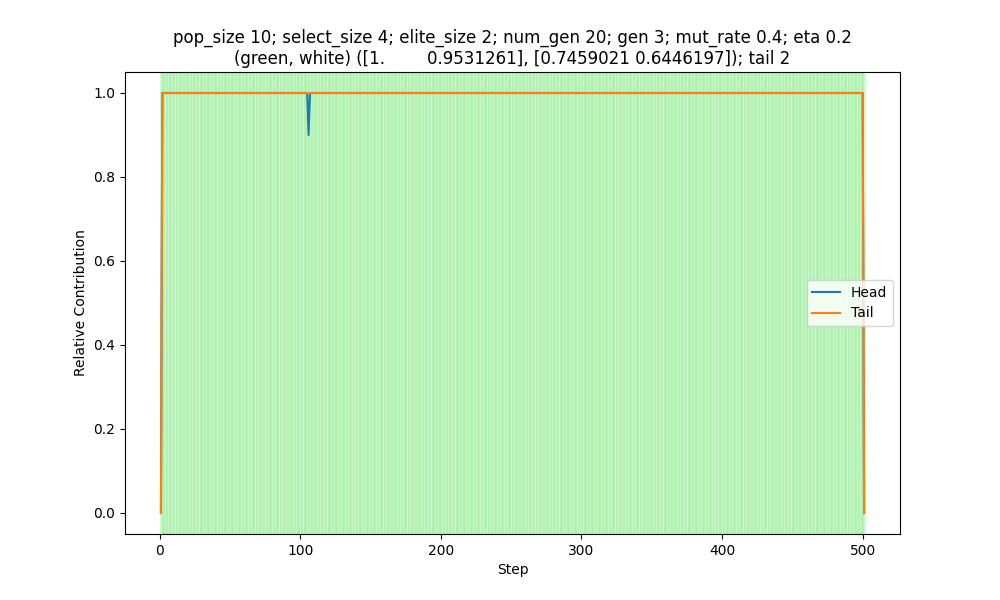 pop_size 10; select_size 4; elite_size 2; num_gen 20; gen 3; mut_rate 0.4; eta 0.2
(green, white) ([1.        0.9531261], [0.7459021 0.6446197]); tail 2
1.0
0.8
0.6
0.4
0.2
0.0
Relative Contribution
Head
Tail
0
100
200
300
400
500
Step